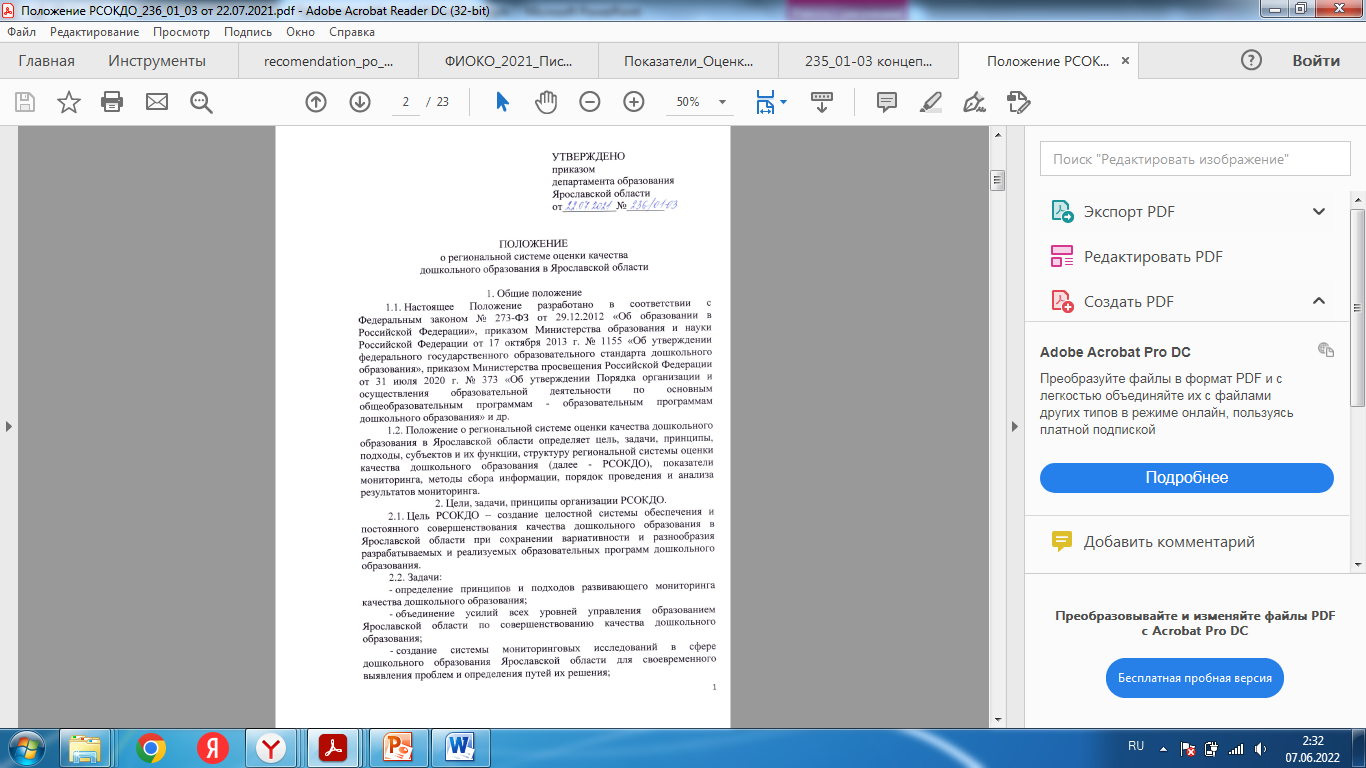 Положение РСОКДО_236_01_03 от 22.07.2021.pdf - Adobe Acrobat Reader DC (32-bit)
Файл Редактирование Просмотр Подпись Окно Справка
Главная Инструменты recomendation_po_... ФИОКО_2021_Пис... Показатели_Оценк... 235_01-03 концеп... Положение РСОК... × Войти
2 / 23 50%
УТВЕРЖДЕНО
приказом
департамента образования
Ярославской области
от 22.07.2021 № 236/01-03
ПОЛОЖЕНИЕ
о региональной системе оценки качества
дошкольного образования в Ярославской области
1. Общие положение
1.1. Настоящее Положение разработано в соответствии с
Федеральным законом № 273-ФЗ от 29.12.2012 «Об образовании в
Российской Федерации», приказом Министерства образования и науки
Российской Федерации от 17 октября 2013 г. № 1155 «Об утверждении
федерального государственного образовательного стандарта дошкольного
образования», приказом Министерства просвещения Российской Федерации
от 31 июля 2020 г. № 373 «Об утверждении Порядка организации и
осуществления образовательной деятельности по основным
общеобразовательным программам - образовательным программам
дошкольного образования» и др.
1.2. Положение о региональной системе оценки качества дошкольного
образования в Ярославской области определяет цель, задачи, принципы,
подходы, субъектов и их функции, структуру региональной системы оценки
качества дошкольного образования (далее - РСОКДО), показатели
мониторинга, методы сбора информации, порядок проведения и анализа
результатов мониторинга.
2. Цели, задачи, принципы организации РСОКДО.
2.1. Цель РСОКДО – создание целостной системы обеспечения и
постоянного совершенствования качества дошкольного образования в
Ярославской области при сохранении вариативности и разнообразия
разрабатываемых и реализуемых образовательных программ дошкольного
образования.
2.2. Задачи:
- определение принципов и подходов развивающего мониторинга
качества дошкольного образования;
- объединение усилий всех уровней управления образованием
Ярославской области по совершенствованию качества дошкольного
образования;
- создание системы мониторинговых исследований в сфере
дошкольного образования Ярославской области для своевременного
выявления проблем и определения путей их решения;
1
Поиск "Редактировать изображение"
Экспорт PDF
Редактировать PDF
Создать PDF
Adobe Acrobat Pro DC
Преобразуйте файлы в формат PDF и с
легкостью объединяйте их с файлами
других типов в режиме онлайн, пользуясь
платной подпиской
Подробнее
Добавить комментарий
Преобразовывайте и изменяйте файлы PDF
с Acrobat Pro DC
Бесплатная пробная версия
RU
2:32
07.06.2022